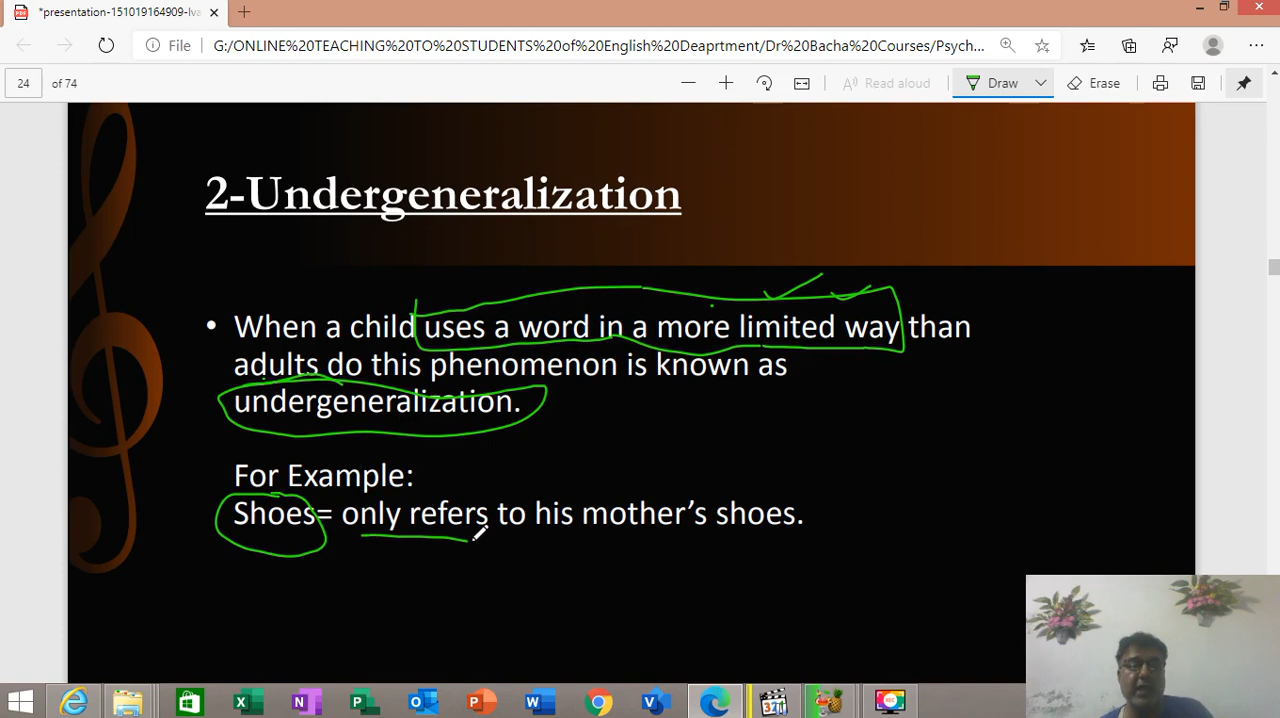 *presentation-151019164909-lva
File
G:/ONLINE%20TEACHING%20TO%20STUDENTS%20of%20English%20Deaprtment/Dr%20Bacha%20Courses/Psych...
24 of 74
Read aloud
Draw
Erase
2-Undergeneralization
• When a child uses a word in a more limited way than
adults do this phenomenon is known as
undergeneralization.
For Example:
Shoes= only refers to his mother’s shoes.